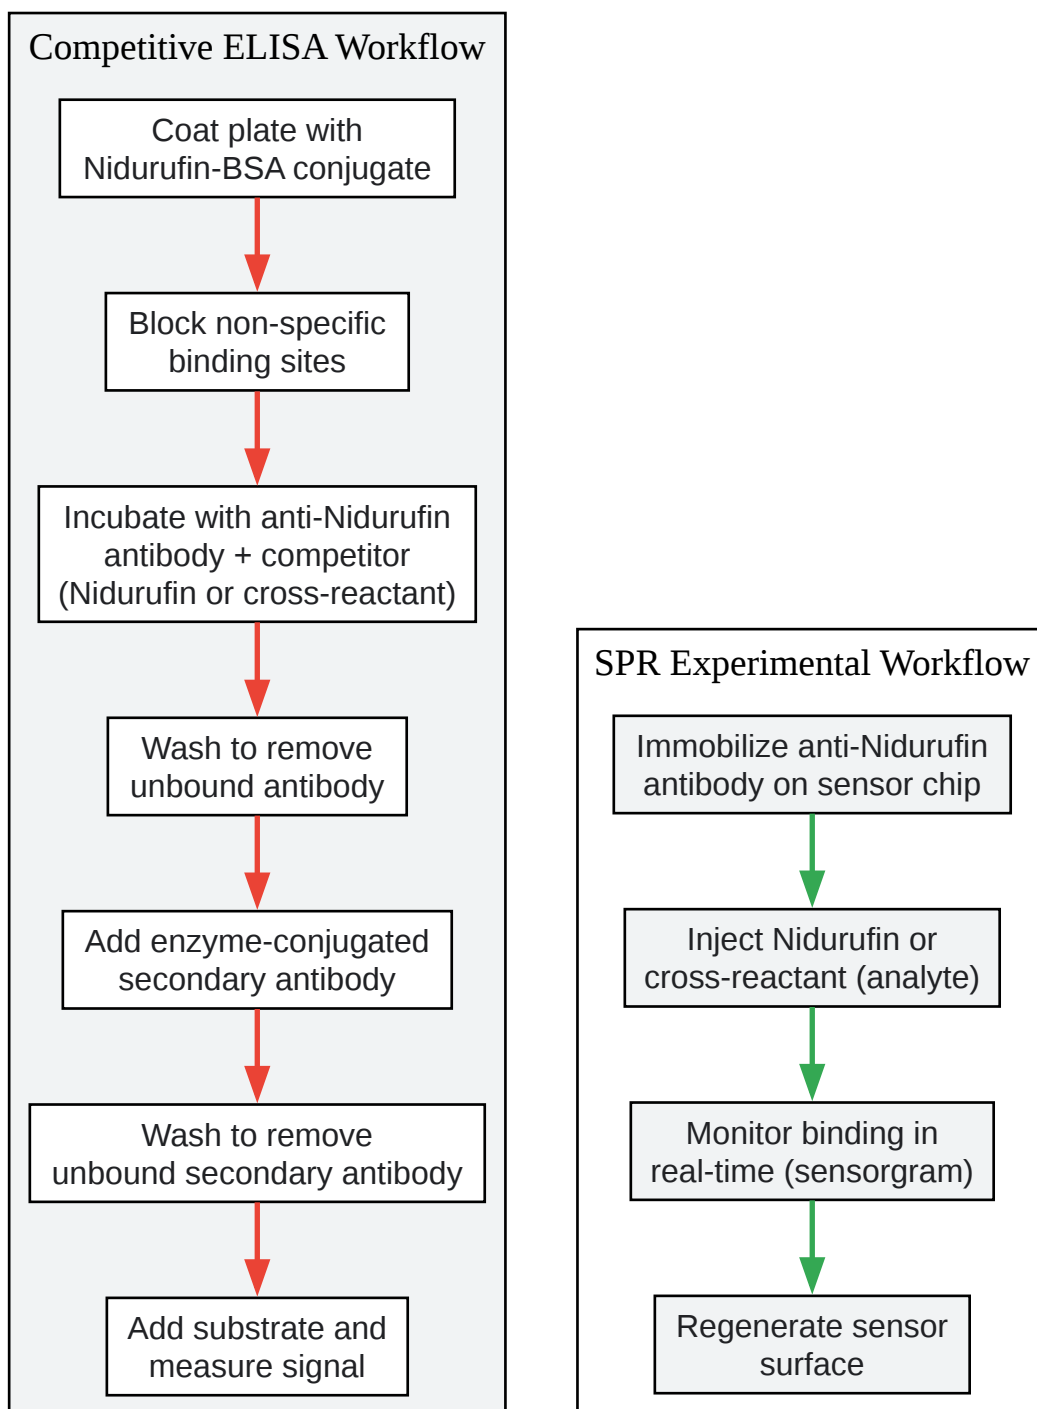 Competitive ELISA Workflow
Coat plate with
Nidurufin-BSA conjugate
Block non-specific
binding sites
Incubate with anti-Nidurufin
antibody + competitor
(Nidurufin or cross-reactant)
Wash to remove
unbound antibody
Add enzyme-conjugated
secondary antibody
Wash to remove
unbound secondary antibody
Add substrate and
measure signal
SPR Experimental Workflow
Immobilize anti-Nidurufin
antibody on sensor chip
Inject Nidurufin or
cross-reactant (analyte)
Monitor binding in
real-time (sensorgram)
Regenerate sensor
surface